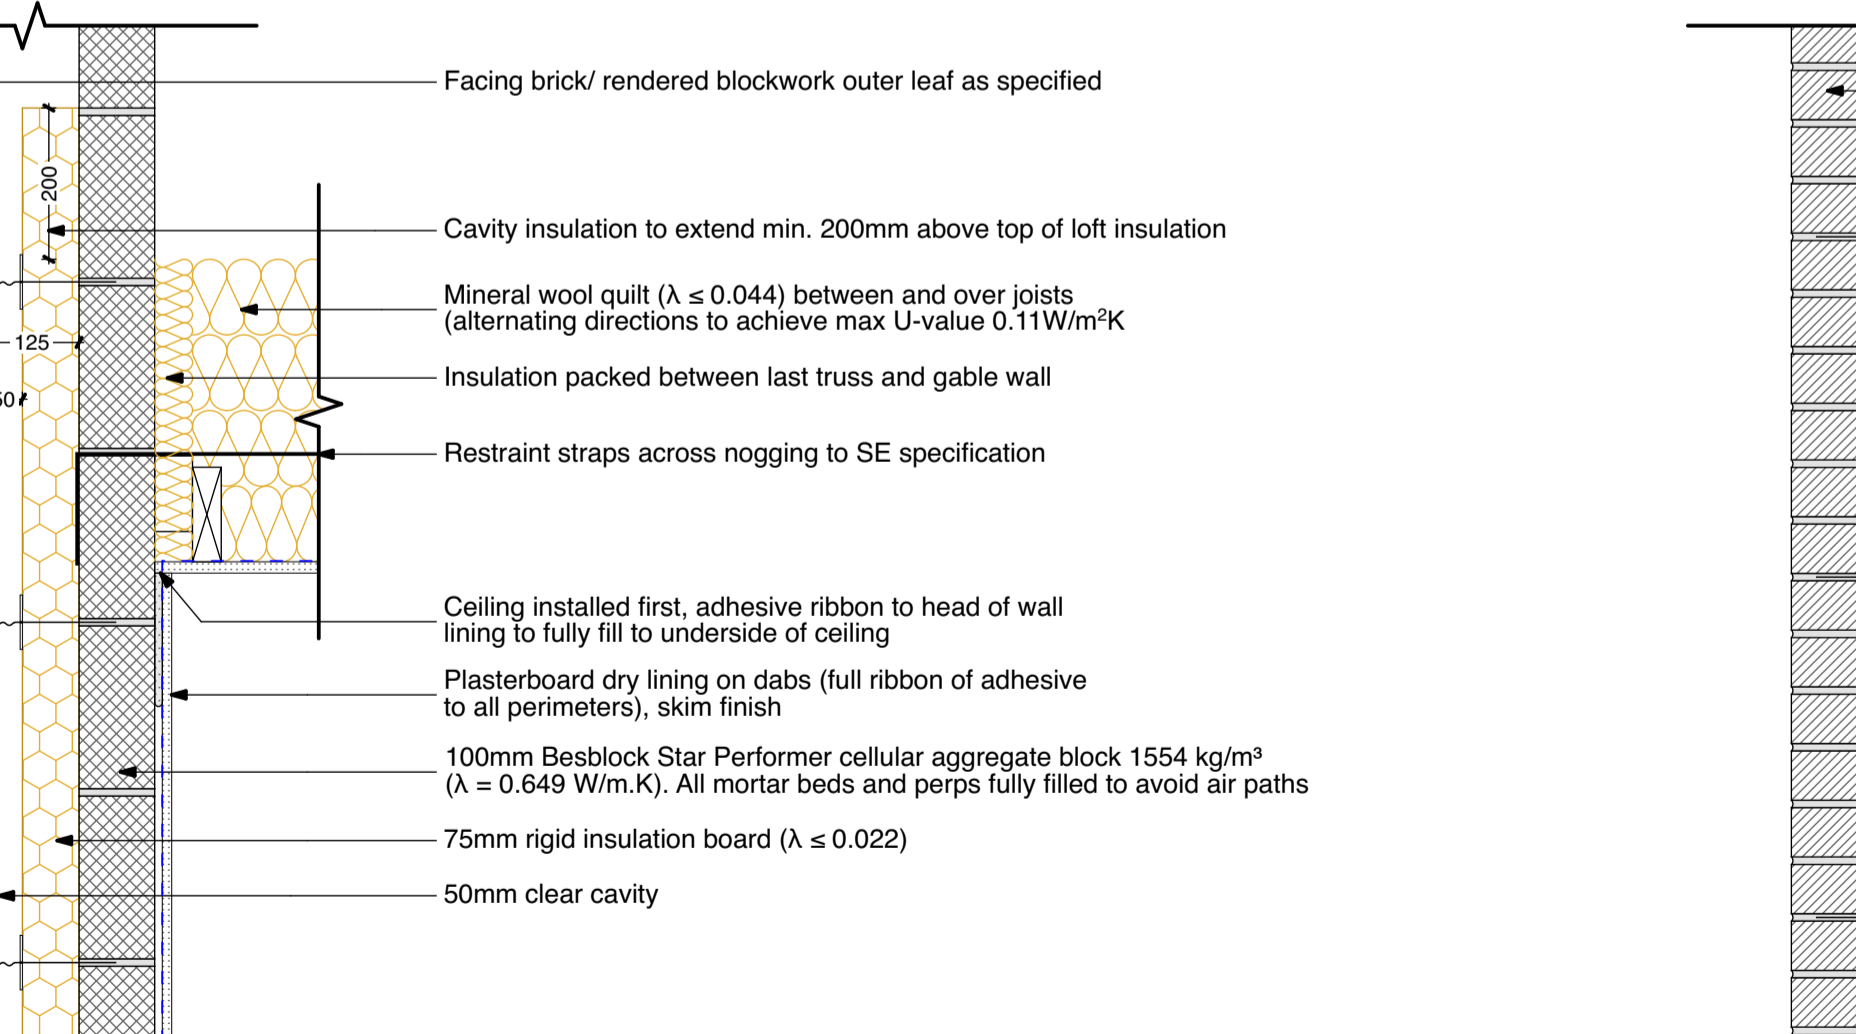 Facing brick/ rendered blockwork outer leaf as specified
200
Cavity insulation to extend min. 200mm above top of loft insulation
Mineral wool quilt (λ ≤ 0.044) between and over joists
(alternating directions to achieve max U-value 0.11W/m²K
125
Insulation packed between last truss and gable wall
Restraint straps across nogging to SE specification
Ceiling installed first, adhesive ribbon to head of wall
lining to fully fill to underside of ceiling
Plasterboard dry lining on dabs (full ribbon of adhesive
to all perimeters), skim finish
100mm Besblock Star Performer cellular aggregate block 1554 kg/m³
(λ = 0.649 W/m.K). All mortar beds and perps fully filled to avoid air paths
75mm rigid insulation board (λ ≤ 0.022)
50mm clear cavity